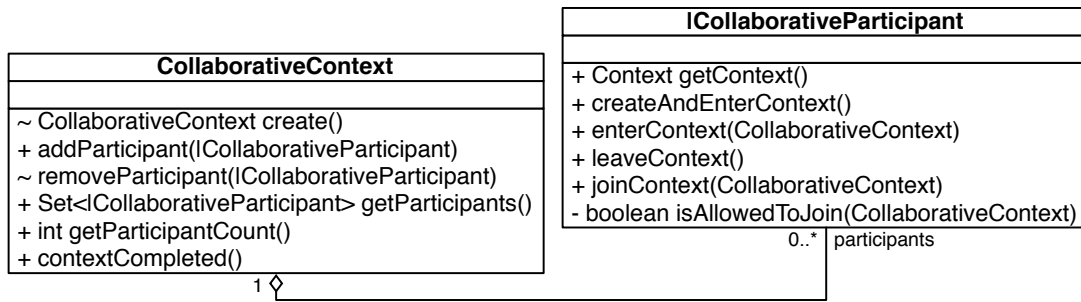 CollaborativeContext
~ CollaborativeContext create()
+ addParticipant(ICollaborativeParticipant)
~ removeParticipant(ICollaborativeParticipant)
+ Set<ICollaborativeParticipant> getParticipants()
+ int getParticipantCount()
+ contextCompleted()
1
ICollaborativeParticipant
+ Context getContext()
+ createAndEnterContext()
+ enterContext(CollaborativeContext)
+ leaveContext()
+ joinContext(CollaborativeContext)
- boolean isAllowedToJoin(CollaborativeContext)
0..* participants